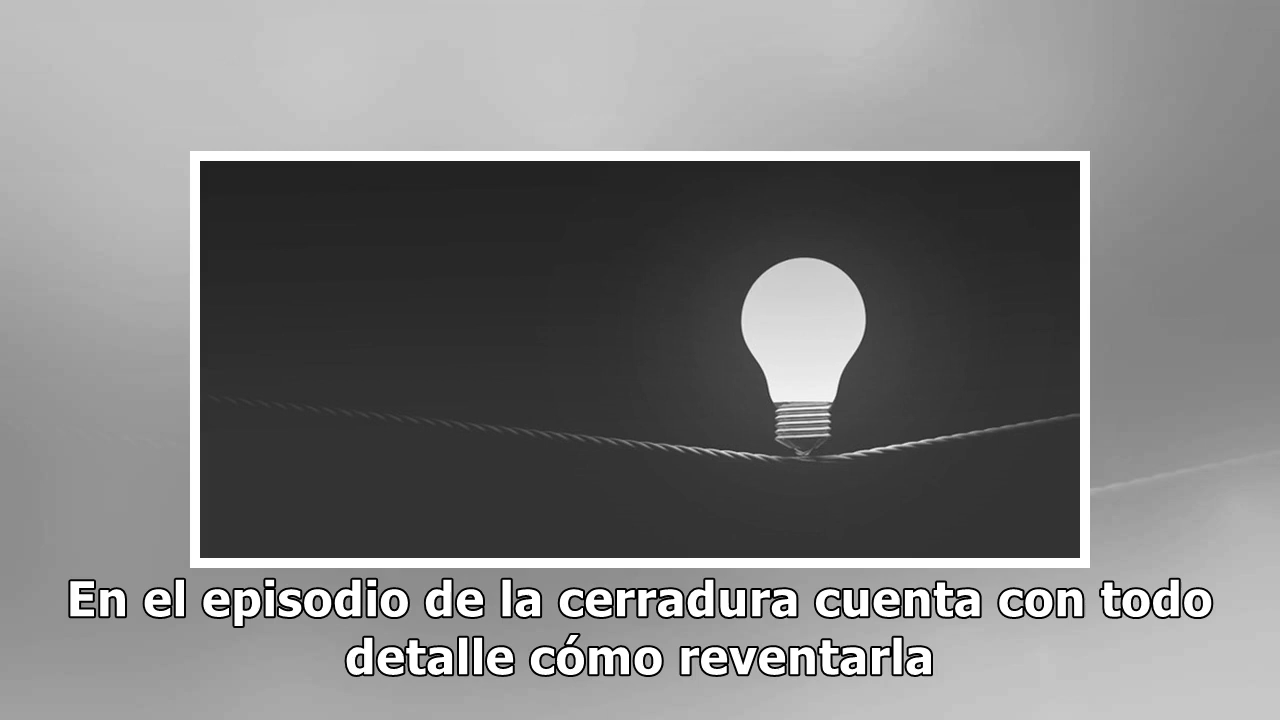 En el episodio de la cerradura cuenta con todo
detalle cómo reventarla